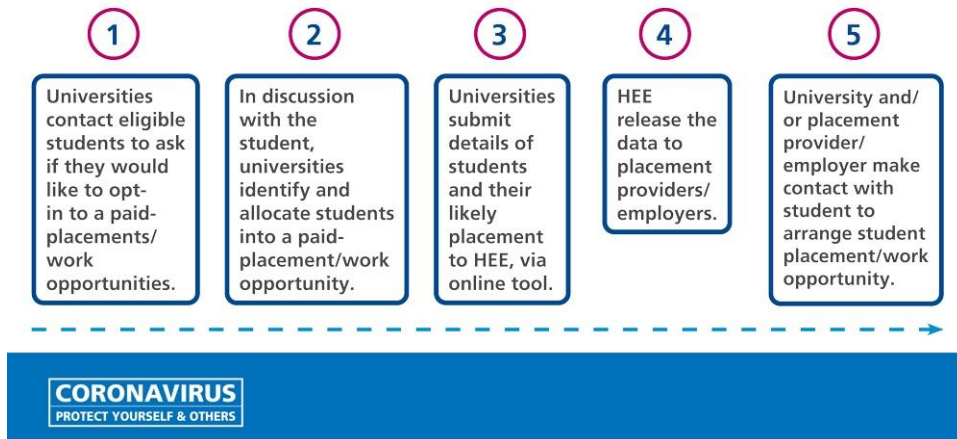 1
Universities
contact eligible
students to ask
if they would
like to opt-
in to a paid-
placements/
work
opportunities.
2
In discussion
with the
student,
universities
identify and
allocate students
into a paid-
placement/work
opportunity.
3
Universities
submit
details of
students
and their
likely
placement
to HEE, via
online tool.
4
HEE
release the
data to
placement
providers/
employers.
5
University and/
or placement
provider/
employer make
contact with
student to
arrange student
placement/work
opportunity.
CORONAVIRUS
PROTECT YOURSELF & OTHERS